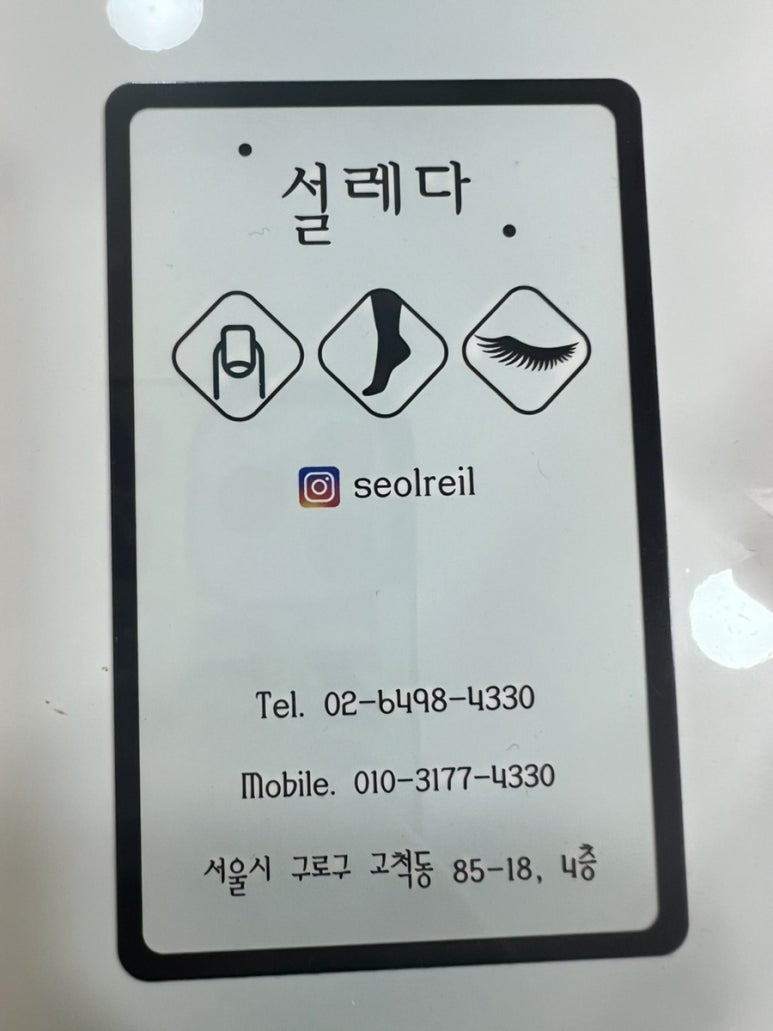 설레다
seolreil
Tel. 02-6498-4330
Mobile. 010-3177-4330
서울시 구로구 고척동 85-18, 4층